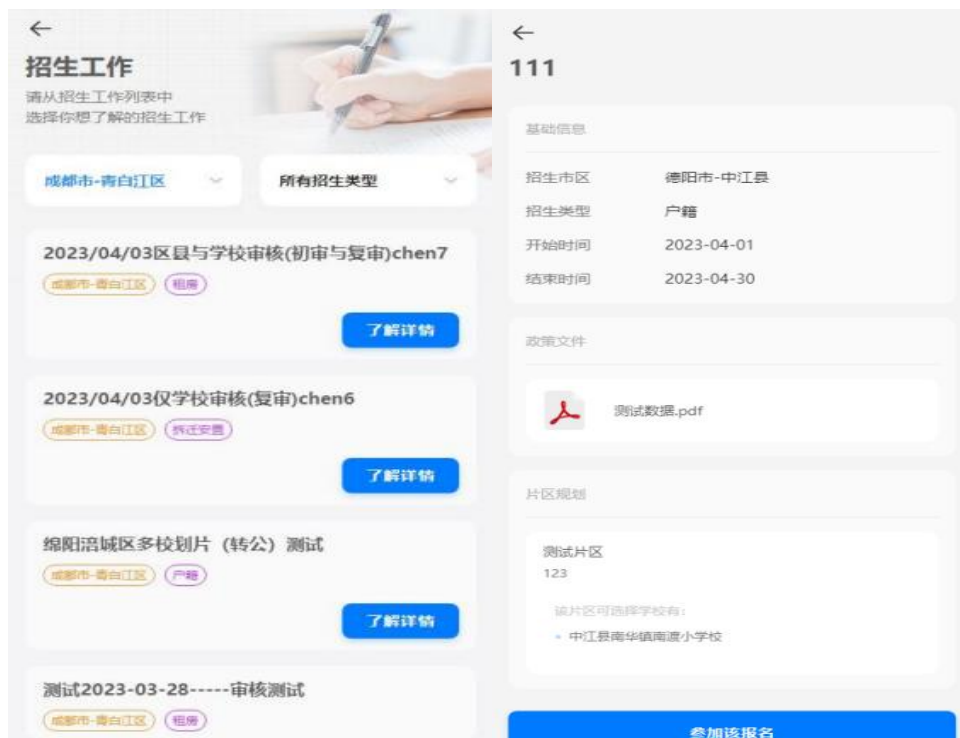 招生工作
请从招生工作列表中
选择你想了解的招生工作
成都市-青白江区
所有招生类型
2023/04/03区县与学校审核(初审与复审)chen7
成都市-青白江区 租房
了解详情
2023/04/03仅学校审核(复审)chen6
成都市-青白江区 拆迁安置
了解详情
绵阳涪城区多校划片（转公）测试
成都市-青白江区 户籍
了解详情
测试2023-03-28-----审核测试
成都市-青白江区 租房
111
基础信息
招生市区 德阳市-中江县
招生类型 户籍
开始时间 2023-04-01
结束时间 2023-04-30
政策文件
测试数据.pdf
片区规划
测试片区
123
该片区可选择学校有:
中江县南华镇南渡小学校
参加该报名